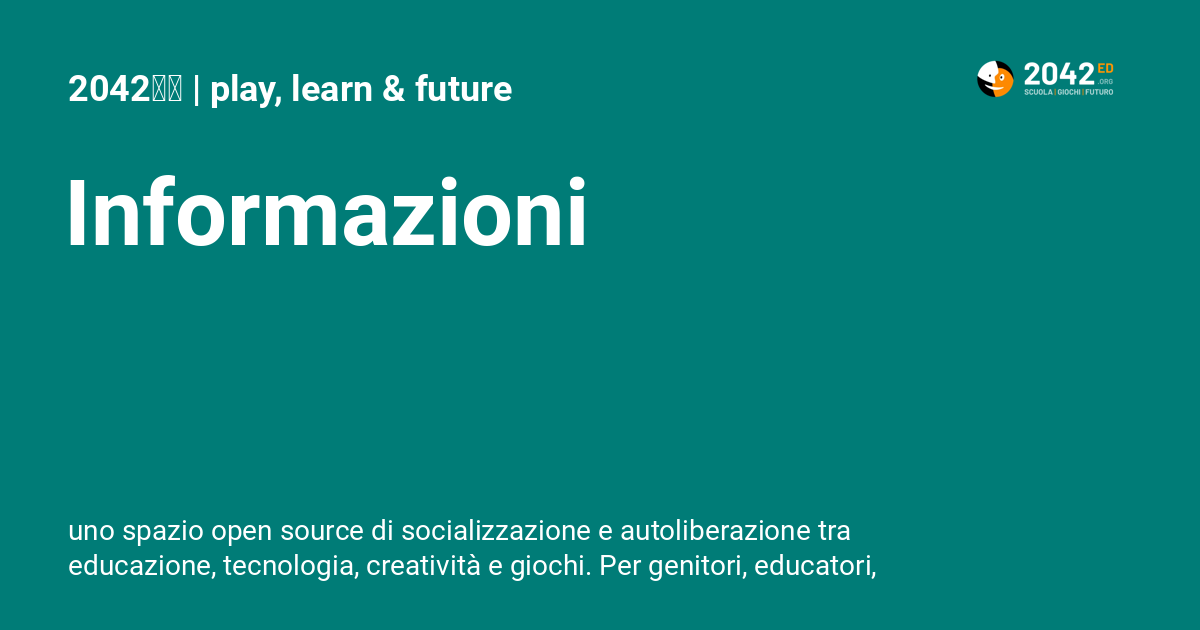 2042 | play, learn & future
2042 ED
.ORG
SCUOLA | GIOCHI | FUTURO
Informazioni
uno spazio open source di socializzazione e autoliberazione tra
educazione, tecnologia, creatività e giochi. Per genitori, educatori,